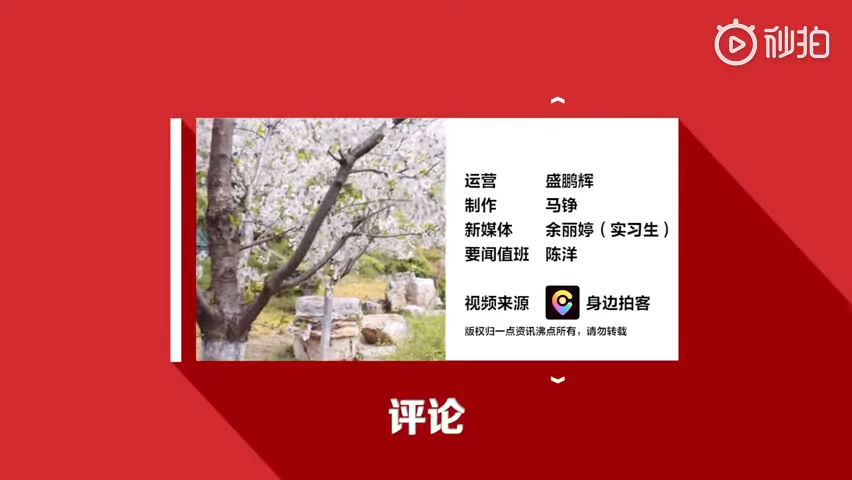 秒拍
运营 盛鹏辉
制作 马铮
新媒体 余丽婷（实习生）
要闻值班 陈洋
视频来源 身边拍客
版权归一点资讯沸点所有，请勿转载
评论